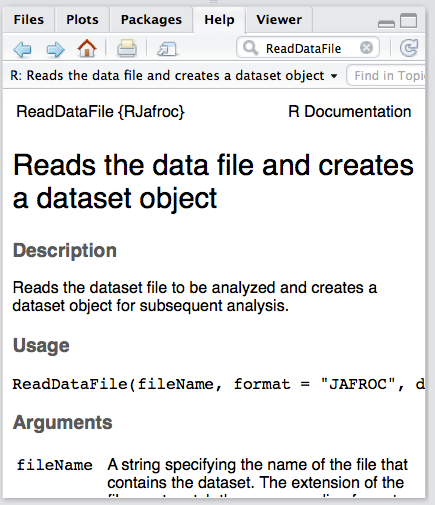 Files Plots Packages Help Viewer
ReadDataFile
R: Reads the data file and creates a dataset object Find in Topic
ReadDataFile {RJafroc} R Documentation
Reads the data file and creates
a dataset object
Description
Reads the dataset file to be analyzed and creates a
dataset object for subsequent analysis.
Usage
ReadDataFile(fileName, format = "JAFROC", d
Arguments
fileName A string specifying the name of the file that
contains the dataset. The extension of the